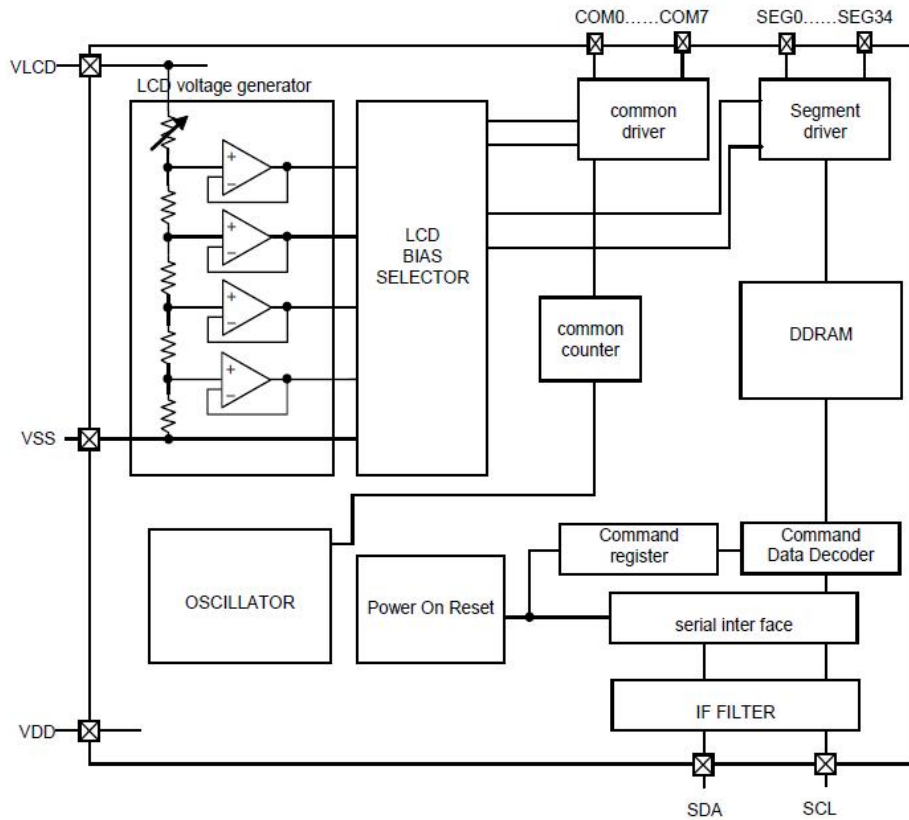 COM0......COM7 SEG0......SEG34
VLCD
LCD voltage generator
common
driver
Segment
driver
+
−
+
−
+
−
+
−
LCD
BIAS
SELECTOR
common
counter
DDRAM
VSS
OSCILLATOR
Power On Reset
Command
register
Command
Data Decoder
serial inter face
IF FILTER
VDD
SDA
SCL